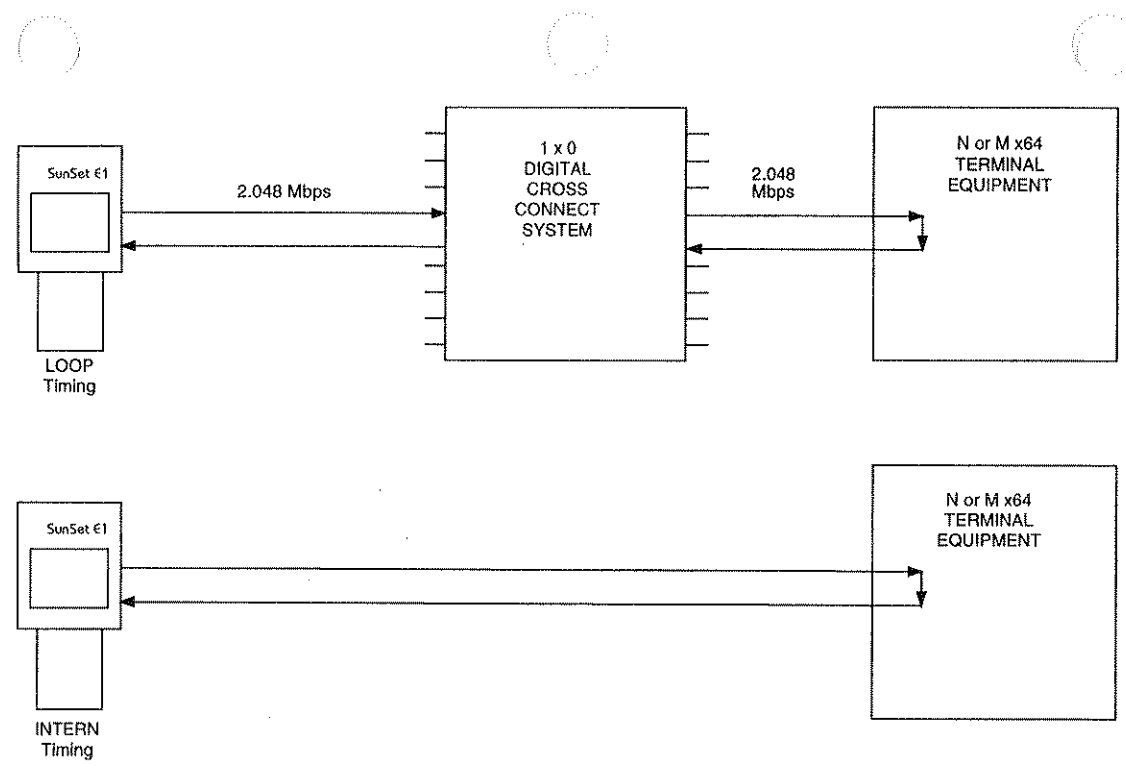 SunSet E1
2.048 Mbps
LOOP
Timing
1 x 0
DIGITAL
CROSS
CONNECT
SYSTEM
2.048
Mbps
N or M x64
TERMINAL
EQUIPMENT
SunSet E1
INTERN
Timing
N or M x64
TERMINAL
EQUIPMENT